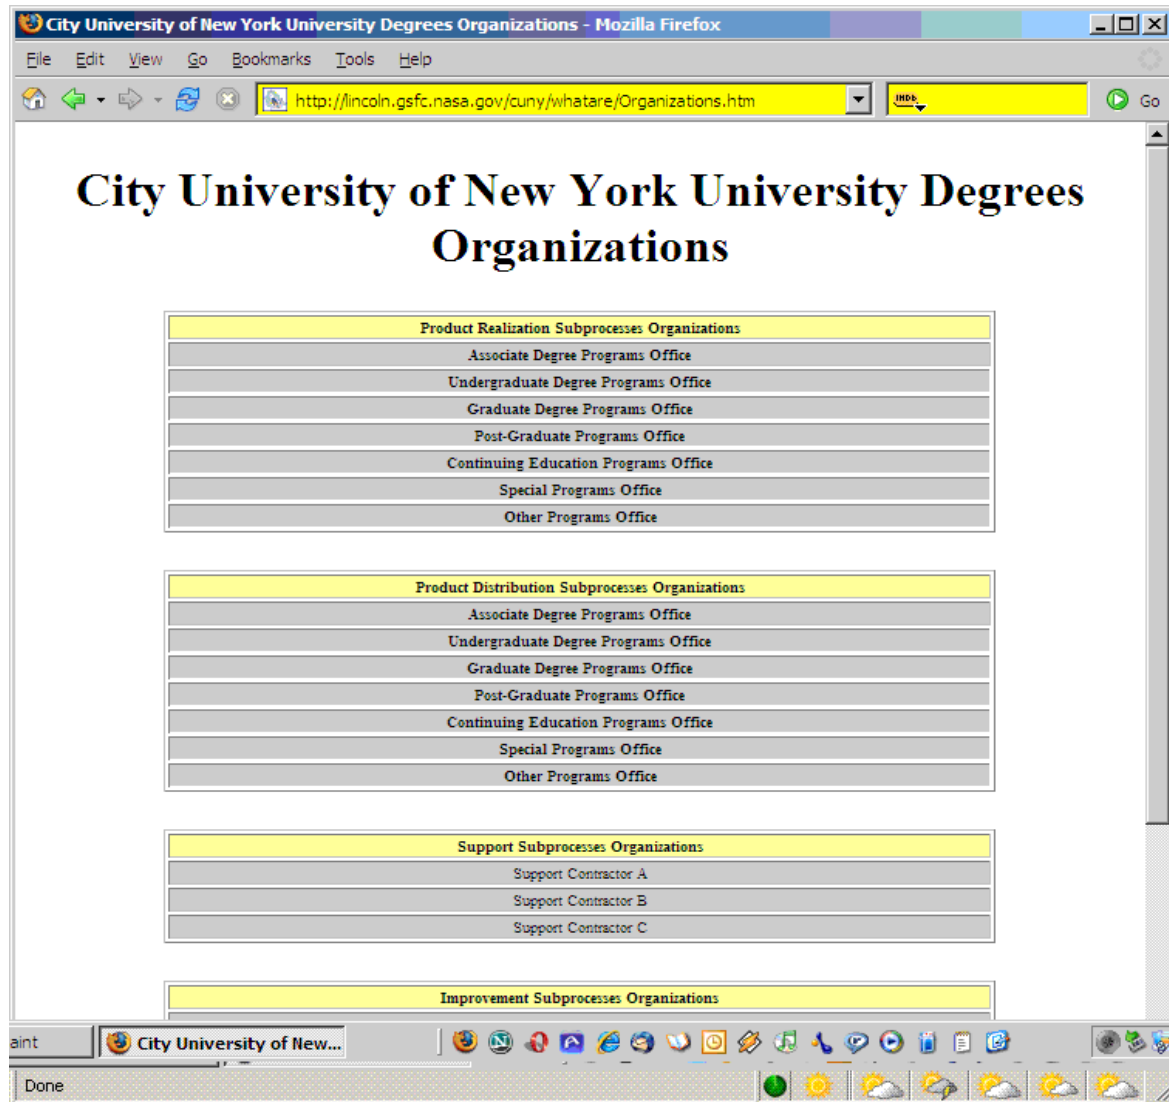 City University of New York University Degrees Organizations - Mozilla Firefox
File Edit View Go Bookmarks Tools Help
http://lincoln.gsfc.nasa.gov/cuny/whatare/Organizations.htm IMDb Go
City University of New York University Degrees
Organizations
Product Realization Subprocesses Organizations
Associate Degree Programs Office
Undergraduate Degree Programs Office
Graduate Degree Programs Office
Post-Graduate Programs Office
Continuing Education Programs Office
Special Programs Office
Other Programs Office
Product Distribution Subprocesses Organizations
Associate Degree Programs Office
Undergraduate Degree Programs Office
Graduate Degree Programs Office
Post-Graduate Programs Office
Continuing Education Programs Office
Special Programs Office
Other Programs Office
Support Subprocesses Organizations
Support Contractor A
Support Contractor B
Support Contractor C
Improvement Subprocesses Organizations
aint City University of New...
Done